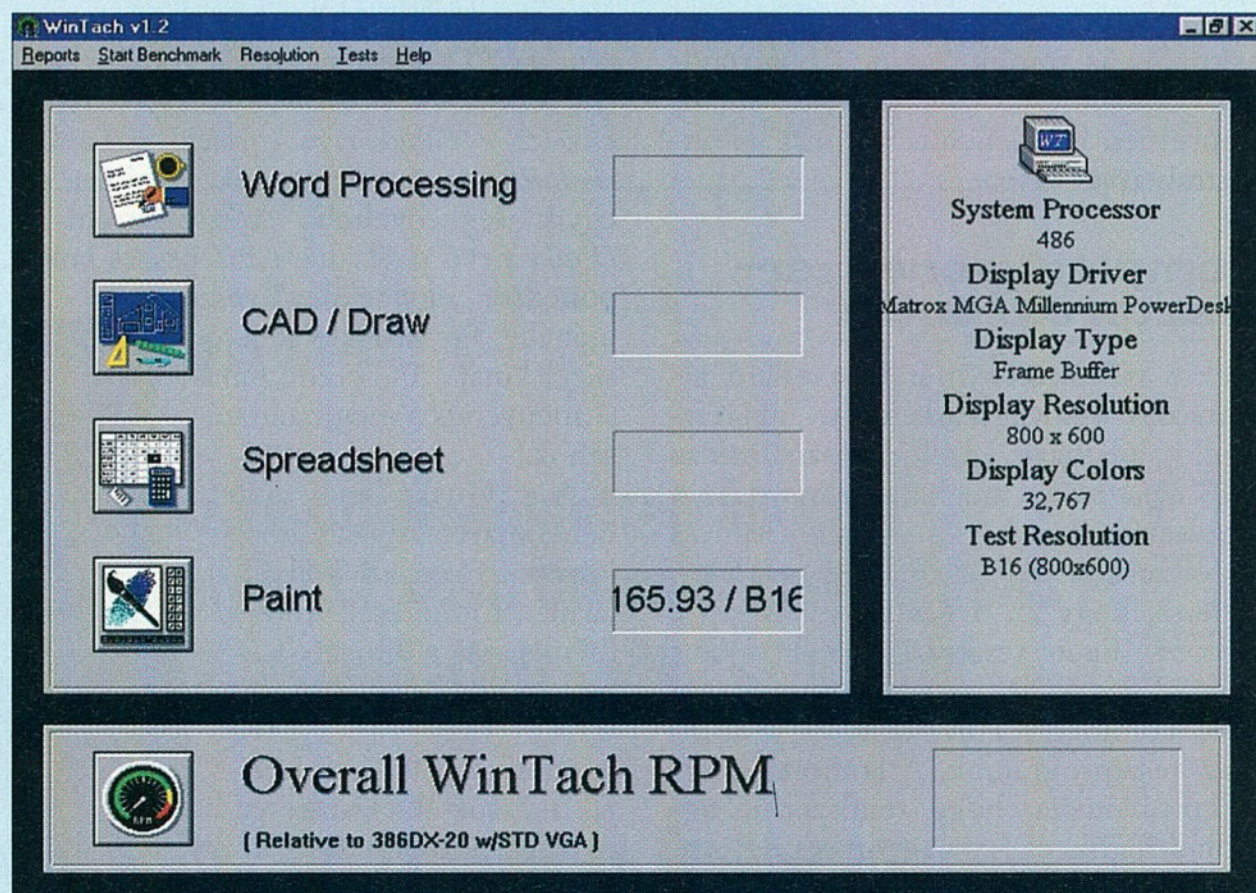 WinTach v1.2
Reports Start Benchmark Resolution Tests Help
Word Processing
CAD / Draw
Spreadsheet
Paint
165.93 / B16
WT
System Processor
486
Display Driver
Matrox MGA Millennium PowerDesk
Display Type
Frame Buffer
Display Resolution
800 x 600
Display Colors
32,767
Test Resolution
B16 (800x600)
RPM
Overall WinTach RPM
( Relative to 386DX-20 w/STD VGA )